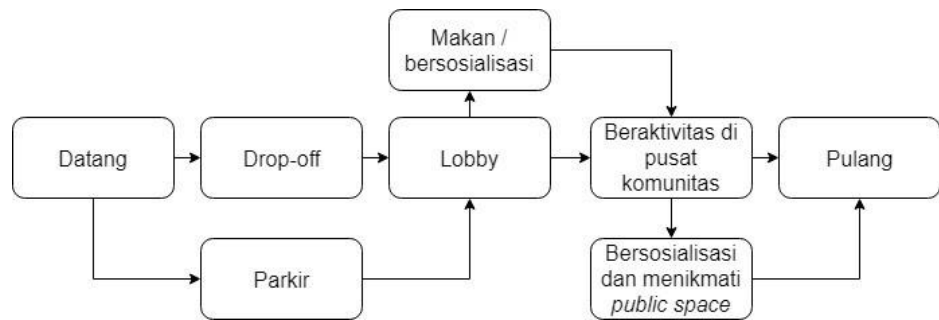 Makan /
bersosialisasi
Datang
Drop-off
Lobby
Beraktivitas di
pusat
komunitas
Pulang
Parkir
Bersosialisasi
dan menikmati
public space